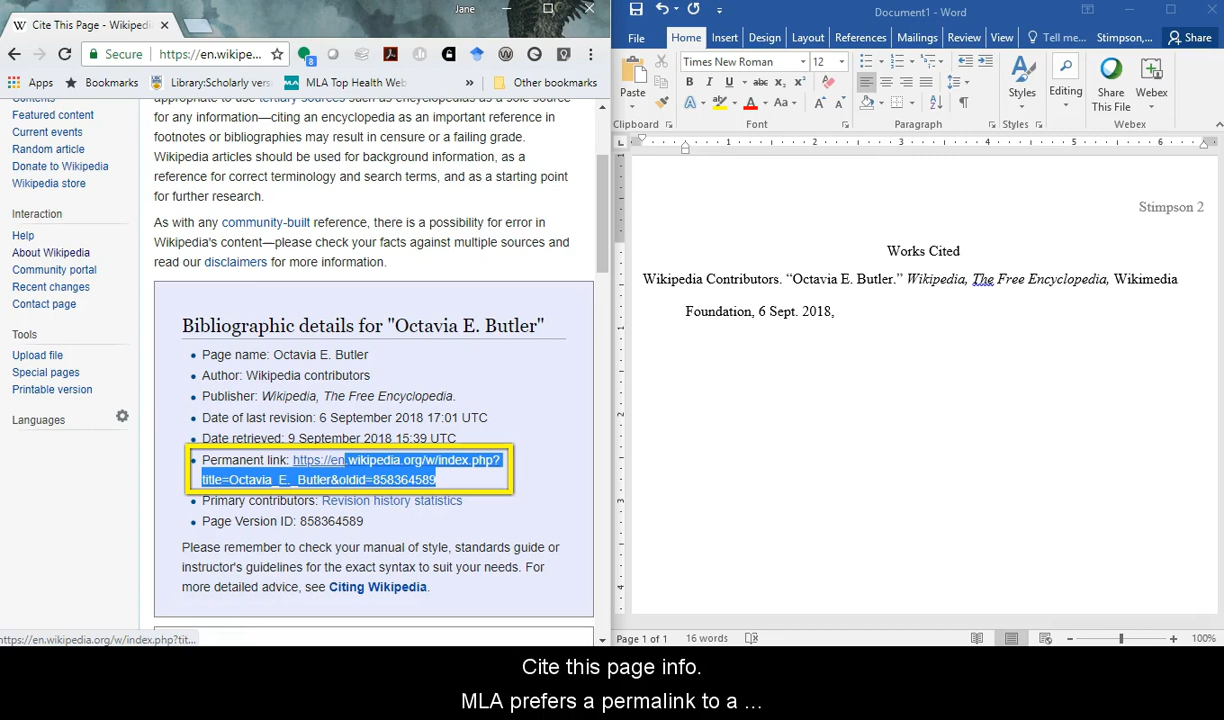 Jane
Cite This Page - Wikipedi
Secure
https://en.wikipe...
8
Apps
Bookmarks
Library:Scholarly vers
MLA Top Health Web
»
Other bookmarks
Contents
Featured content
Current events
Random article
Donate to Wikipedia
Wikipedia store
Interaction
Help
About Wikipedia
Community portal
Recent changes
Contact page
Tools
Upload file
Special pages
Printable version
Languages
appropriate to use tertiary sources such as encyclopedias as a sole source
for any information—citing an encyclopedia as an important reference in
footnotes or bibliographies may result in censure or a failing grade.
Wikipedia articles should be used for background information, as a
reference for correct terminology and search terms, and as a starting point
for further research.
As with any community-built reference, there is a possibility for error in
Wikipedia's content—please check your facts against multiple sources and
read our disclaimers for more information.
Bibliographic details for "Octavia E. Butler"
Page name: Octavia E. Butler
Author: Wikipedia contributors
Publisher: Wikipedia, The Free Encyclopedia.
Date of last revision: 6 September 2018 17:01 UTC
Date retrieved: 9 September 2018 15:39 UTC
Permanent link: https://en.wikipedia.org/w/index.php?
title=Octavia_E._Butler&oldid=858364589
Primary contributors: Revision history statistics
Page Version ID: 858364589
Please remember to check your manual of style, standards guide or
instructor's guidelines for the exact syntax to suit your needs. For
more detailed advice, see Citing Wikipedia.
https://en.wikipedia.org/w/index.php?tit...
Document1 - Word
File
Home
Insert
Design
Layout
References
Mailings
Review
View
Tell me...
Stimpson,...
Share
Paste
Times New Roman
12
Styles
Editing
Share
This File
Webex
Clipboard
Font
Paragraph
Styles
Webex
1 2 3 4 5 6
Stimpson 2
Works Cited
Wikipedia Contributors. “Octavia E. Butler.” Wikipedia, The Free Encyclopedia, Wikimedia
Foundation, 6 Sept. 2018,
Page 1 of 1
16 words
100%
Cite this page info.
MLA prefers a permalink to a ...